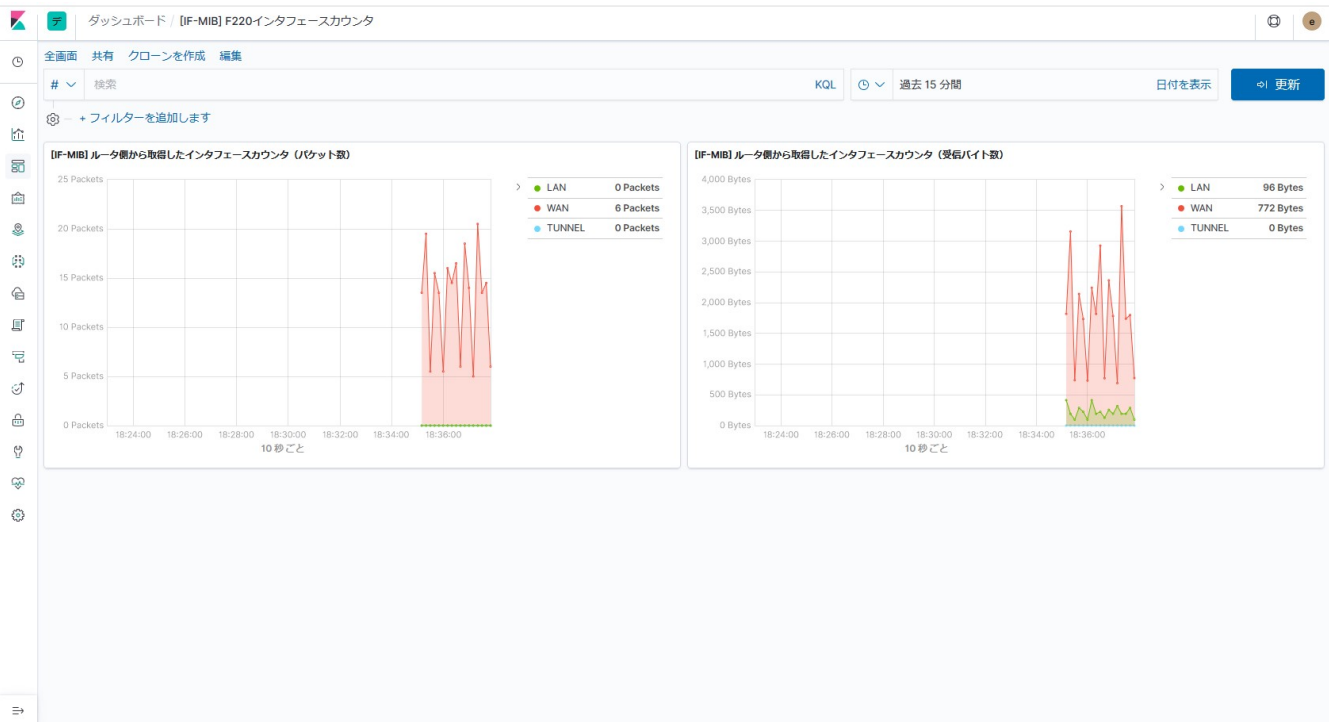 デ ダッシュボード / [IF-MIB] F220インタフェースカウンタ e
全画面 共有 クローンを作成 編集
# 検索 KQL 過去 15 分間 日付を表示 更新
+ フィルターを追加します
[IF-MIB] ルータ側から取得したインタフェースカウンタ（パケット数）
25 Packets
20 Packets
15 Packets
10 Packets
5 Packets
0 Packets
18:24:00 18:26:00 18:28:00 18:30:00 18:32:00 18:34:00 18:36:00
10 秒ごと
LAN 0 Packets
WAN 6 Packets
TUNNEL 0 Packets
[IF-MIB] ルータ側から取得したインタフェースカウンタ（受信バイト数）
4,000 Bytes
3,500 Bytes
3,000 Bytes
2,500 Bytes
2,000 Bytes
1,500 Bytes
1,000 Bytes
500 Bytes
0 Bytes
18:24:00 18:26:00 18:28:00 18:30:00 18:32:00 18:34:00 18:36:00
10 秒ごと
LAN 96 Bytes
WAN 772 Bytes
TUNNEL 0 Bytes